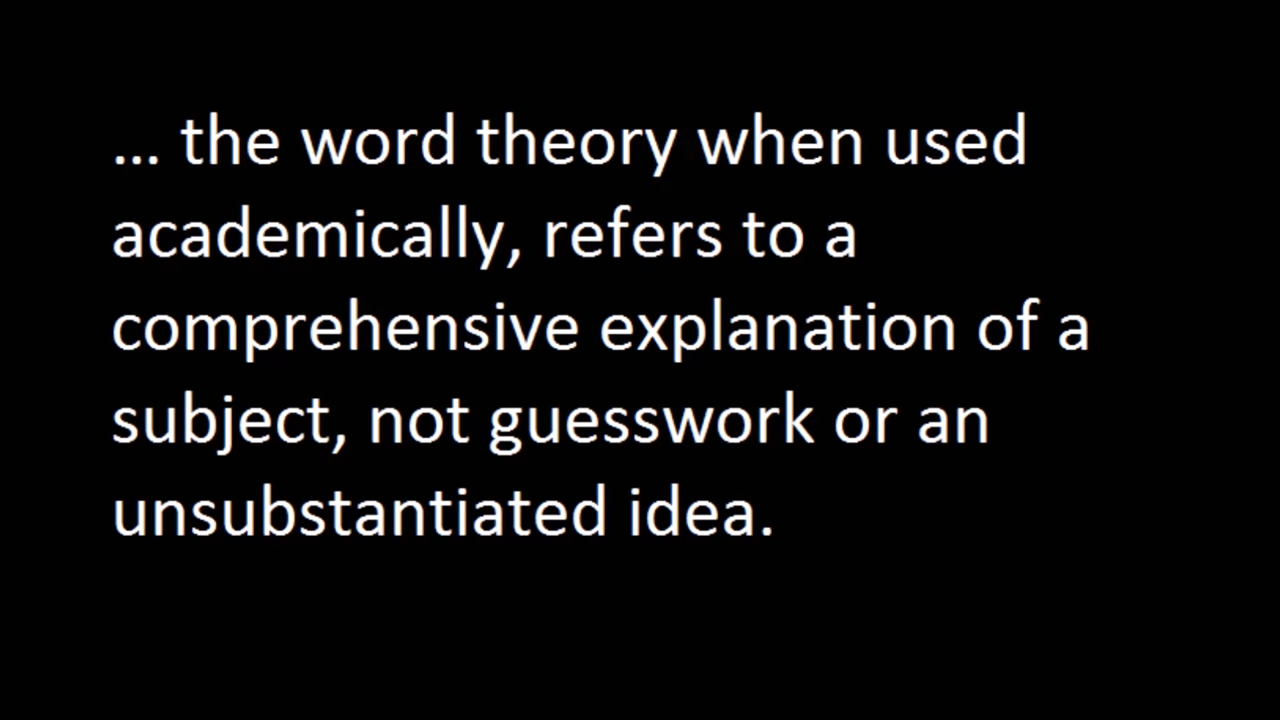 ... the word theory when used
academically, refers to a
comprehensive explanation of a
subject, not guesswork or an
unsubstantiated idea.